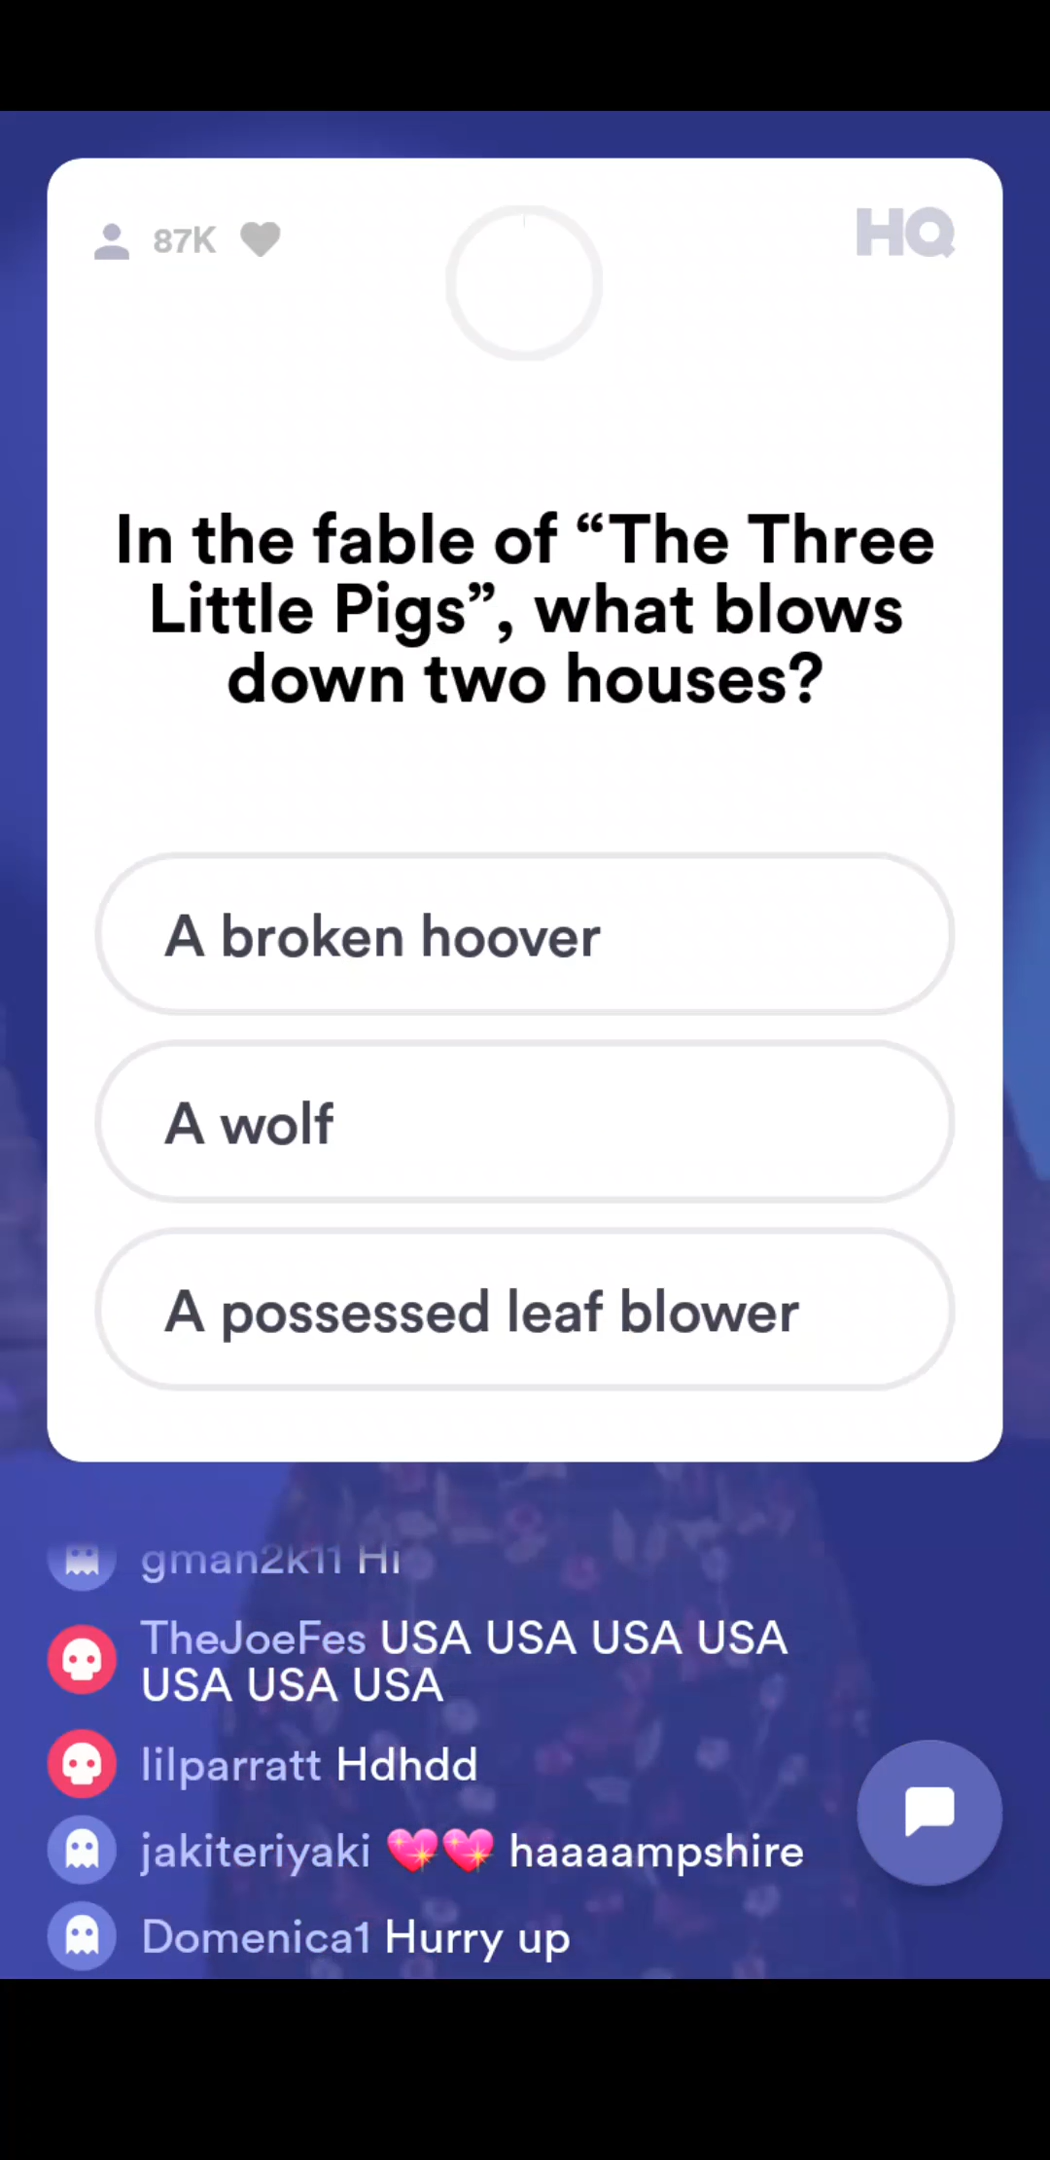 87K
HQ
In the fable of “The Three
Little Pigs”, what blows
down two houses?
A broken hoover
A wolf
A possessed leaf blower
gman2k11 Hi
TheJoeFes USA USA USA USA
USA USA USA
lilparratt Hdhdd
jakiteriyaki 💖💖 haaaampshire
Domenica1 Hurry up